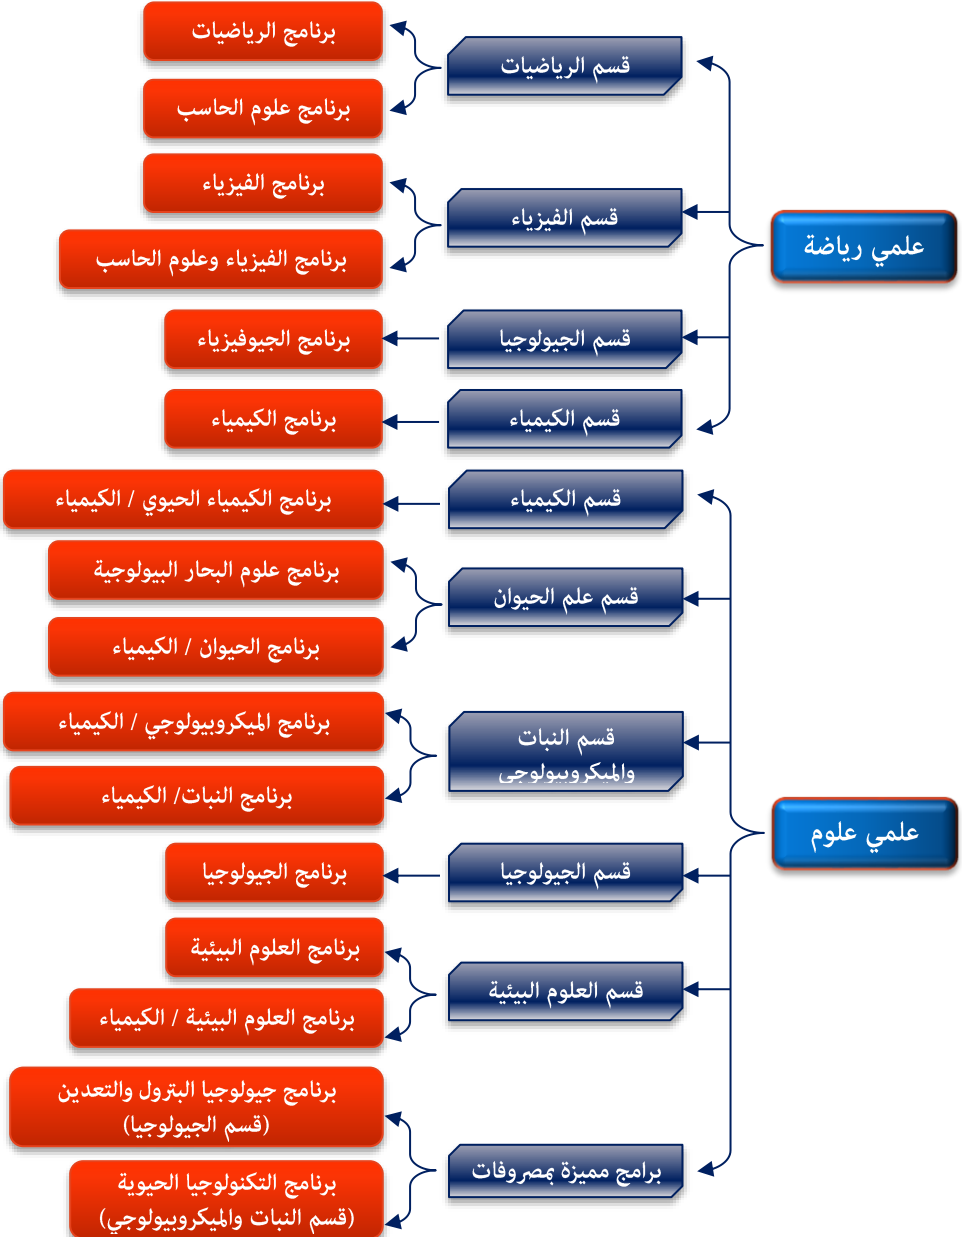 علمي رياضة
قسم الرياضيات
برنامج الرياضيات
برنامج علوم الحاسب
قسم الفيزياء
برنامج الفيزياء
برنامج الفيزياء وعلوم الحاسب
قسم الجيولوجيا
برنامج الجيوفيزياء
قسم الكيمياء
برنامج الكيمياء
علمي علوم
قسم الكيمياء
برنامج الكيمياء الحيوي / الكيمياء
قسم علم الحيوان
برنامج علوم البحار البيولوجية
برنامج الحيوان / الكيمياء
قسم النبات
والميكروبيولوجي
برنامج الميكروبيولوجي / الكيمياء
برنامج النبات/ الكيمياء
قسم الجيولوجيا
برنامج الجيولوجيا
قسم العلوم البيئية
برنامج العلوم البيئية
برنامج العلوم البيئية / الكيمياء
برامج مميزة بمصروفات
برنامج جيولوجيا البترول والتعدين
(قسم الجيولوجيا)
برنامج التكنولوجيا الحيوية
(قسم النبات والميكروبيولوجي)